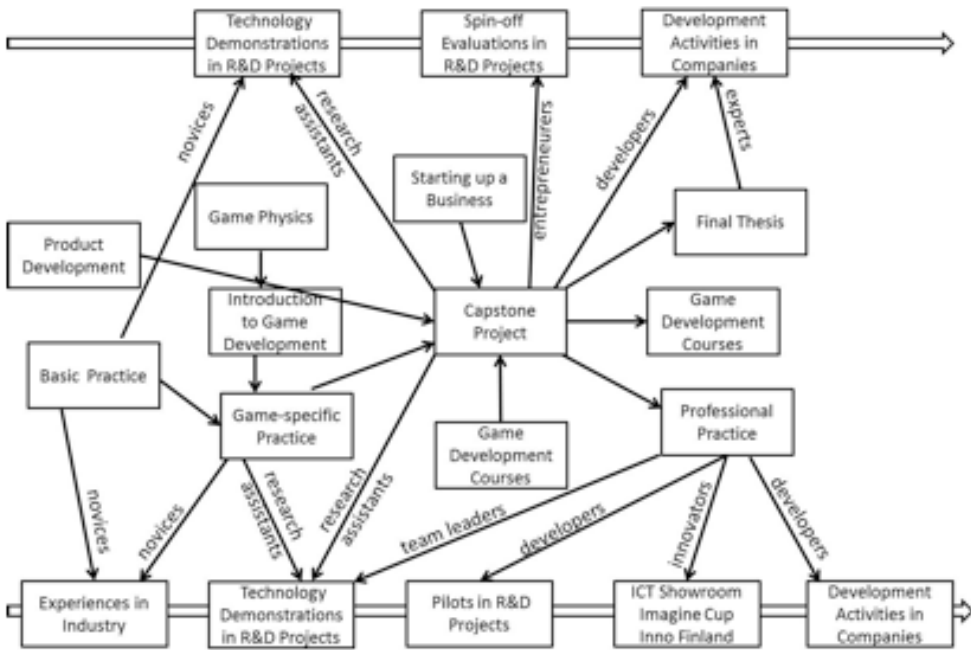 Technology
Demonstrations
in R&D Projects
Spin-off
Evaluations in
R&D Projects
Development
Activities in
Companies
novices
research
assistants
entrepreneurers
developers
experts
Starting up a
Business
Game Physics
Final Thesis
Product
Development
Introduction
to Game
Development
Capstone
Project
Game
Development
Courses
Basic Practice
Game-specific
Practice
Game
Development
Courses
Professional
Practice
novices
novices
research
assistants
research
assistants
team leaders
developers
innovators
developers
Experiences in
Industry
Technology
Demonstrations
in R&D Projects
Pilots in R&D
Projects
ICT Showroom
Imagine Cup
Inno Finland
Development
Activities in
Companies